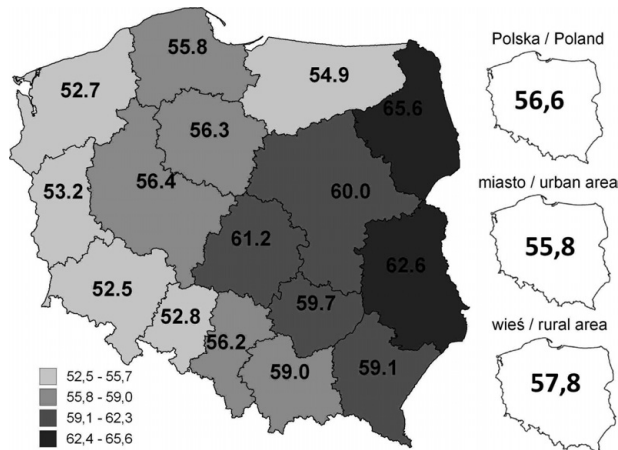 55.8
Polska / Poland
52.7
54.9
65.6
56,6
56.3
56.4
53.2
60.0
miasto / urban area
61.2
55,8
62.6
52.5
59.7
52.8
wieś / rural area
56.2
59.0
59.1
57,8
52,5 - 55,7
55,8 - 59,0
59,1 - 62,3
62,4 - 65,6